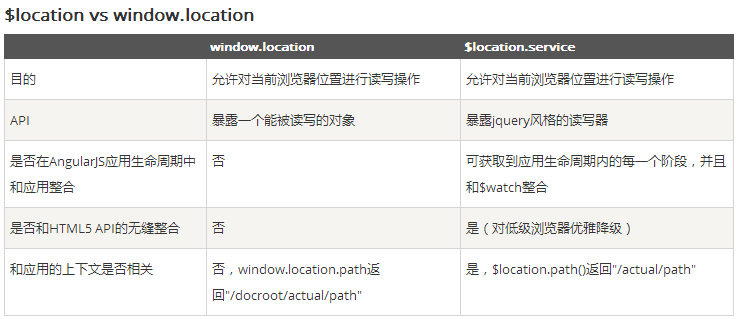 $location vs window.location
window.location $location.service
目的 允许对当前浏览器位置进行读写操作 允许对当前浏览器位置进行读写操作
API 暴露一个能被读写的对象 暴露jquery风格的读写器
是否在AngularJS应用生命周期中
和应用整合
否
可获取到应用生命周期内的每一个阶段，并且
和$watch整合
是否和HTML5 API的无缝整合 否 是（对低级浏览器优雅降级）
和应用的上下文是否相关
否，window.location.path返
回"/docroot/actual/path"
是，$location.path()返回"/actual/path"